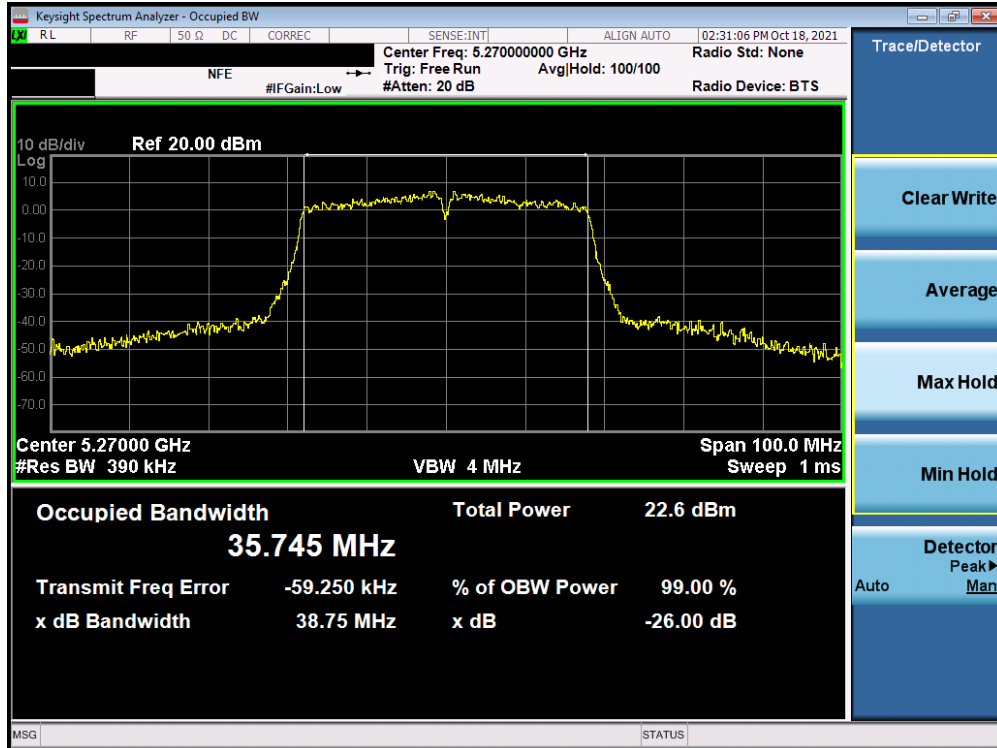 Keysight Spectrum Analyzer - Occupied BW
LXI RL RF 50 Ω DC CORREC SENSE:INT ALIGN AUTO 02:31:06 PM Oct 18, 2021
Center Freq: 5.270000000 GHz Radio Std: None
NFE Trig: Free Run Avg|Hold: 100/100
#IFGain:Low #Atten: 20 dB Radio Device: BTS
10 dB/div Ref 20.00 dBm
Log
10.0
0.00
-10.0
-20.0
-30.0
-40.0
-50.0
-60.0
-70.0
Center 5.27000 GHz Span 100.0 MHz
#Res BW 390 kHz VBW 4 MHz Sweep 1 ms
Occupied Bandwidth Total Power 22.6 dBm
35.745 MHz
Transmit Freq Error -59.250 kHz % of OBW Power 99.00 %
x dB Bandwidth 38.75 MHz x dB -26.00 dB
MSG STATUS
Trace/Detector
Clear Write
Average
Max Hold
Min Hold
Detector
Peak▶
Auto Man